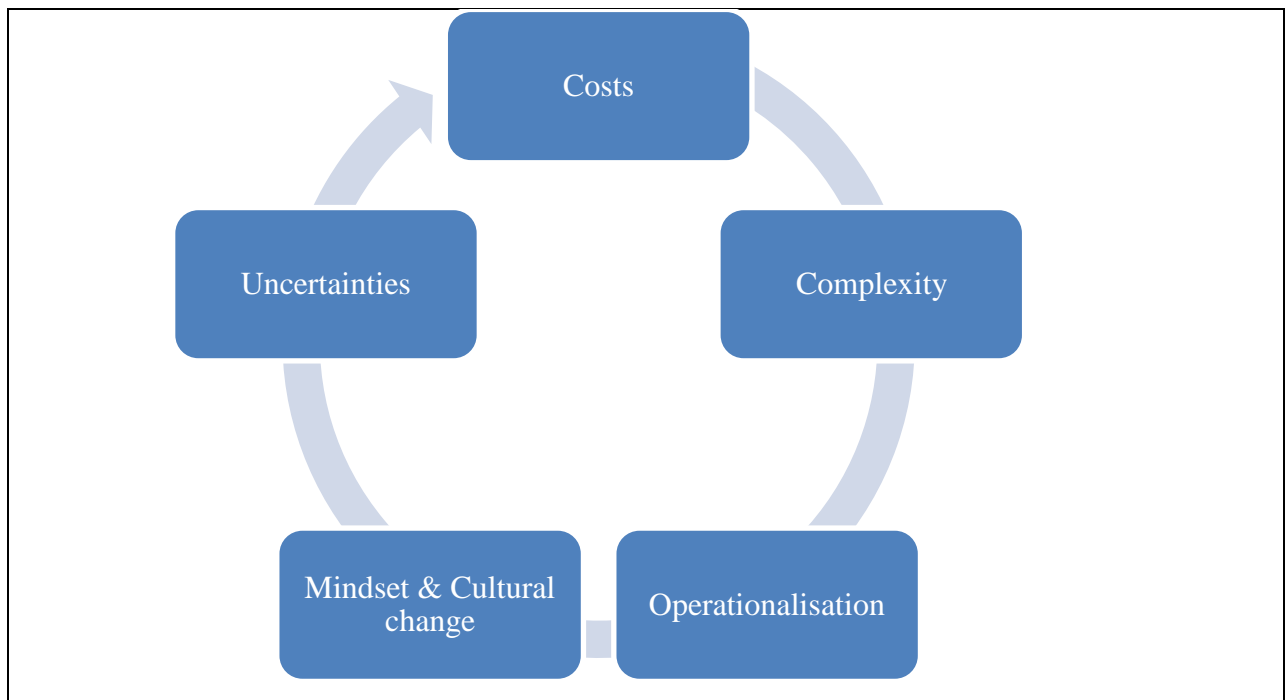 Costs
Complexity
Operationalisation
Mindset & Cultural
change
Uncertainties